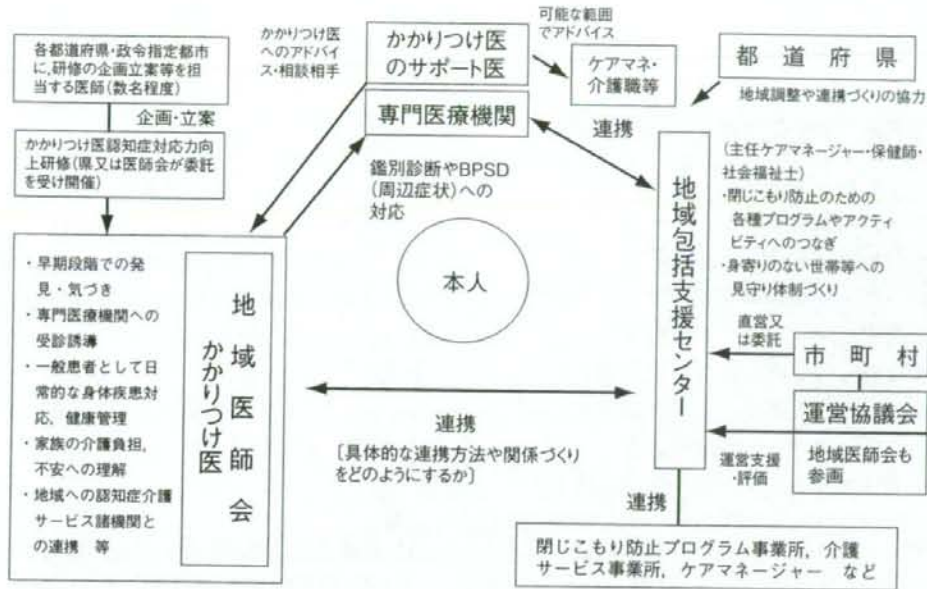 各都道府県・政令指定都市
に，研修の企画立案等を担
当する医師（数名程度）
企画・立案
かかりつけ医認知症対応力向
上研修（県又は医師会が委託
を受け開催）
かかりつけ医
へのアドバイ
ス・相談相手
かかりつけ医
のサポート医
専門医療機関
可能な範囲
でアドバイス
ケアマネ・
介護職等
都道府県
地域調整や連携づくりの協力
連携
鑑別診断やBPSD
（周辺症状）への
対応
本人
・早期段階での発
見・気づき
・専門医療機関への
受診誘導
・一般患者として日
常的な身体疾患対
応，健康管理
・家族の介護負担，
不安への理解
・地域への認知症介護
サービス諸機関と
の連携　等
地域医師会
かかりつけ医
連携
〔具体的な連携方法や関係づくり
をどのようにするか〕
地域包括支援センター
（主任ケアマネージャー・保健師・
社会福祉士）
・閉じこもり防止のための
各種プログラムやアクティ
ビティへのつなぎ
・身寄りのない世帯等への
見守り体制づくり
直営又
は委託
市町村
運営協議会
地域医師会も
参画
運営支援
・評価
連携
閉じこもり防止プログラム事業所，介護
サービス事業所，ケアマネージャー　など